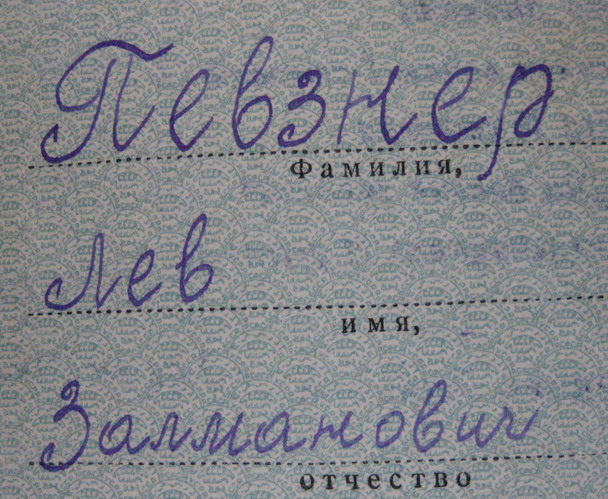 Певзнер
Фамилия,
Лев
имя,
Залманович
отчество